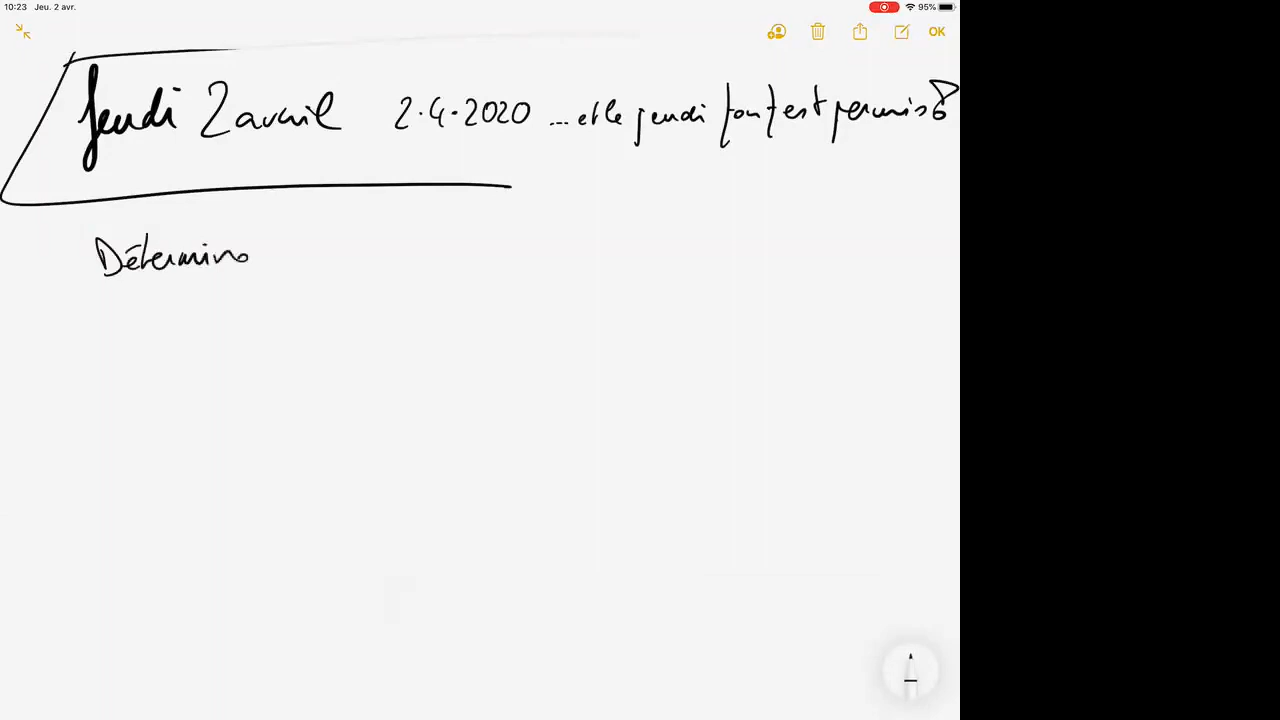 10:23 Jeu. 2 avr. 95%
OK
Jeudi 2 avril 2.4.2020 ... et le jeudi tout est permis !
Détermino